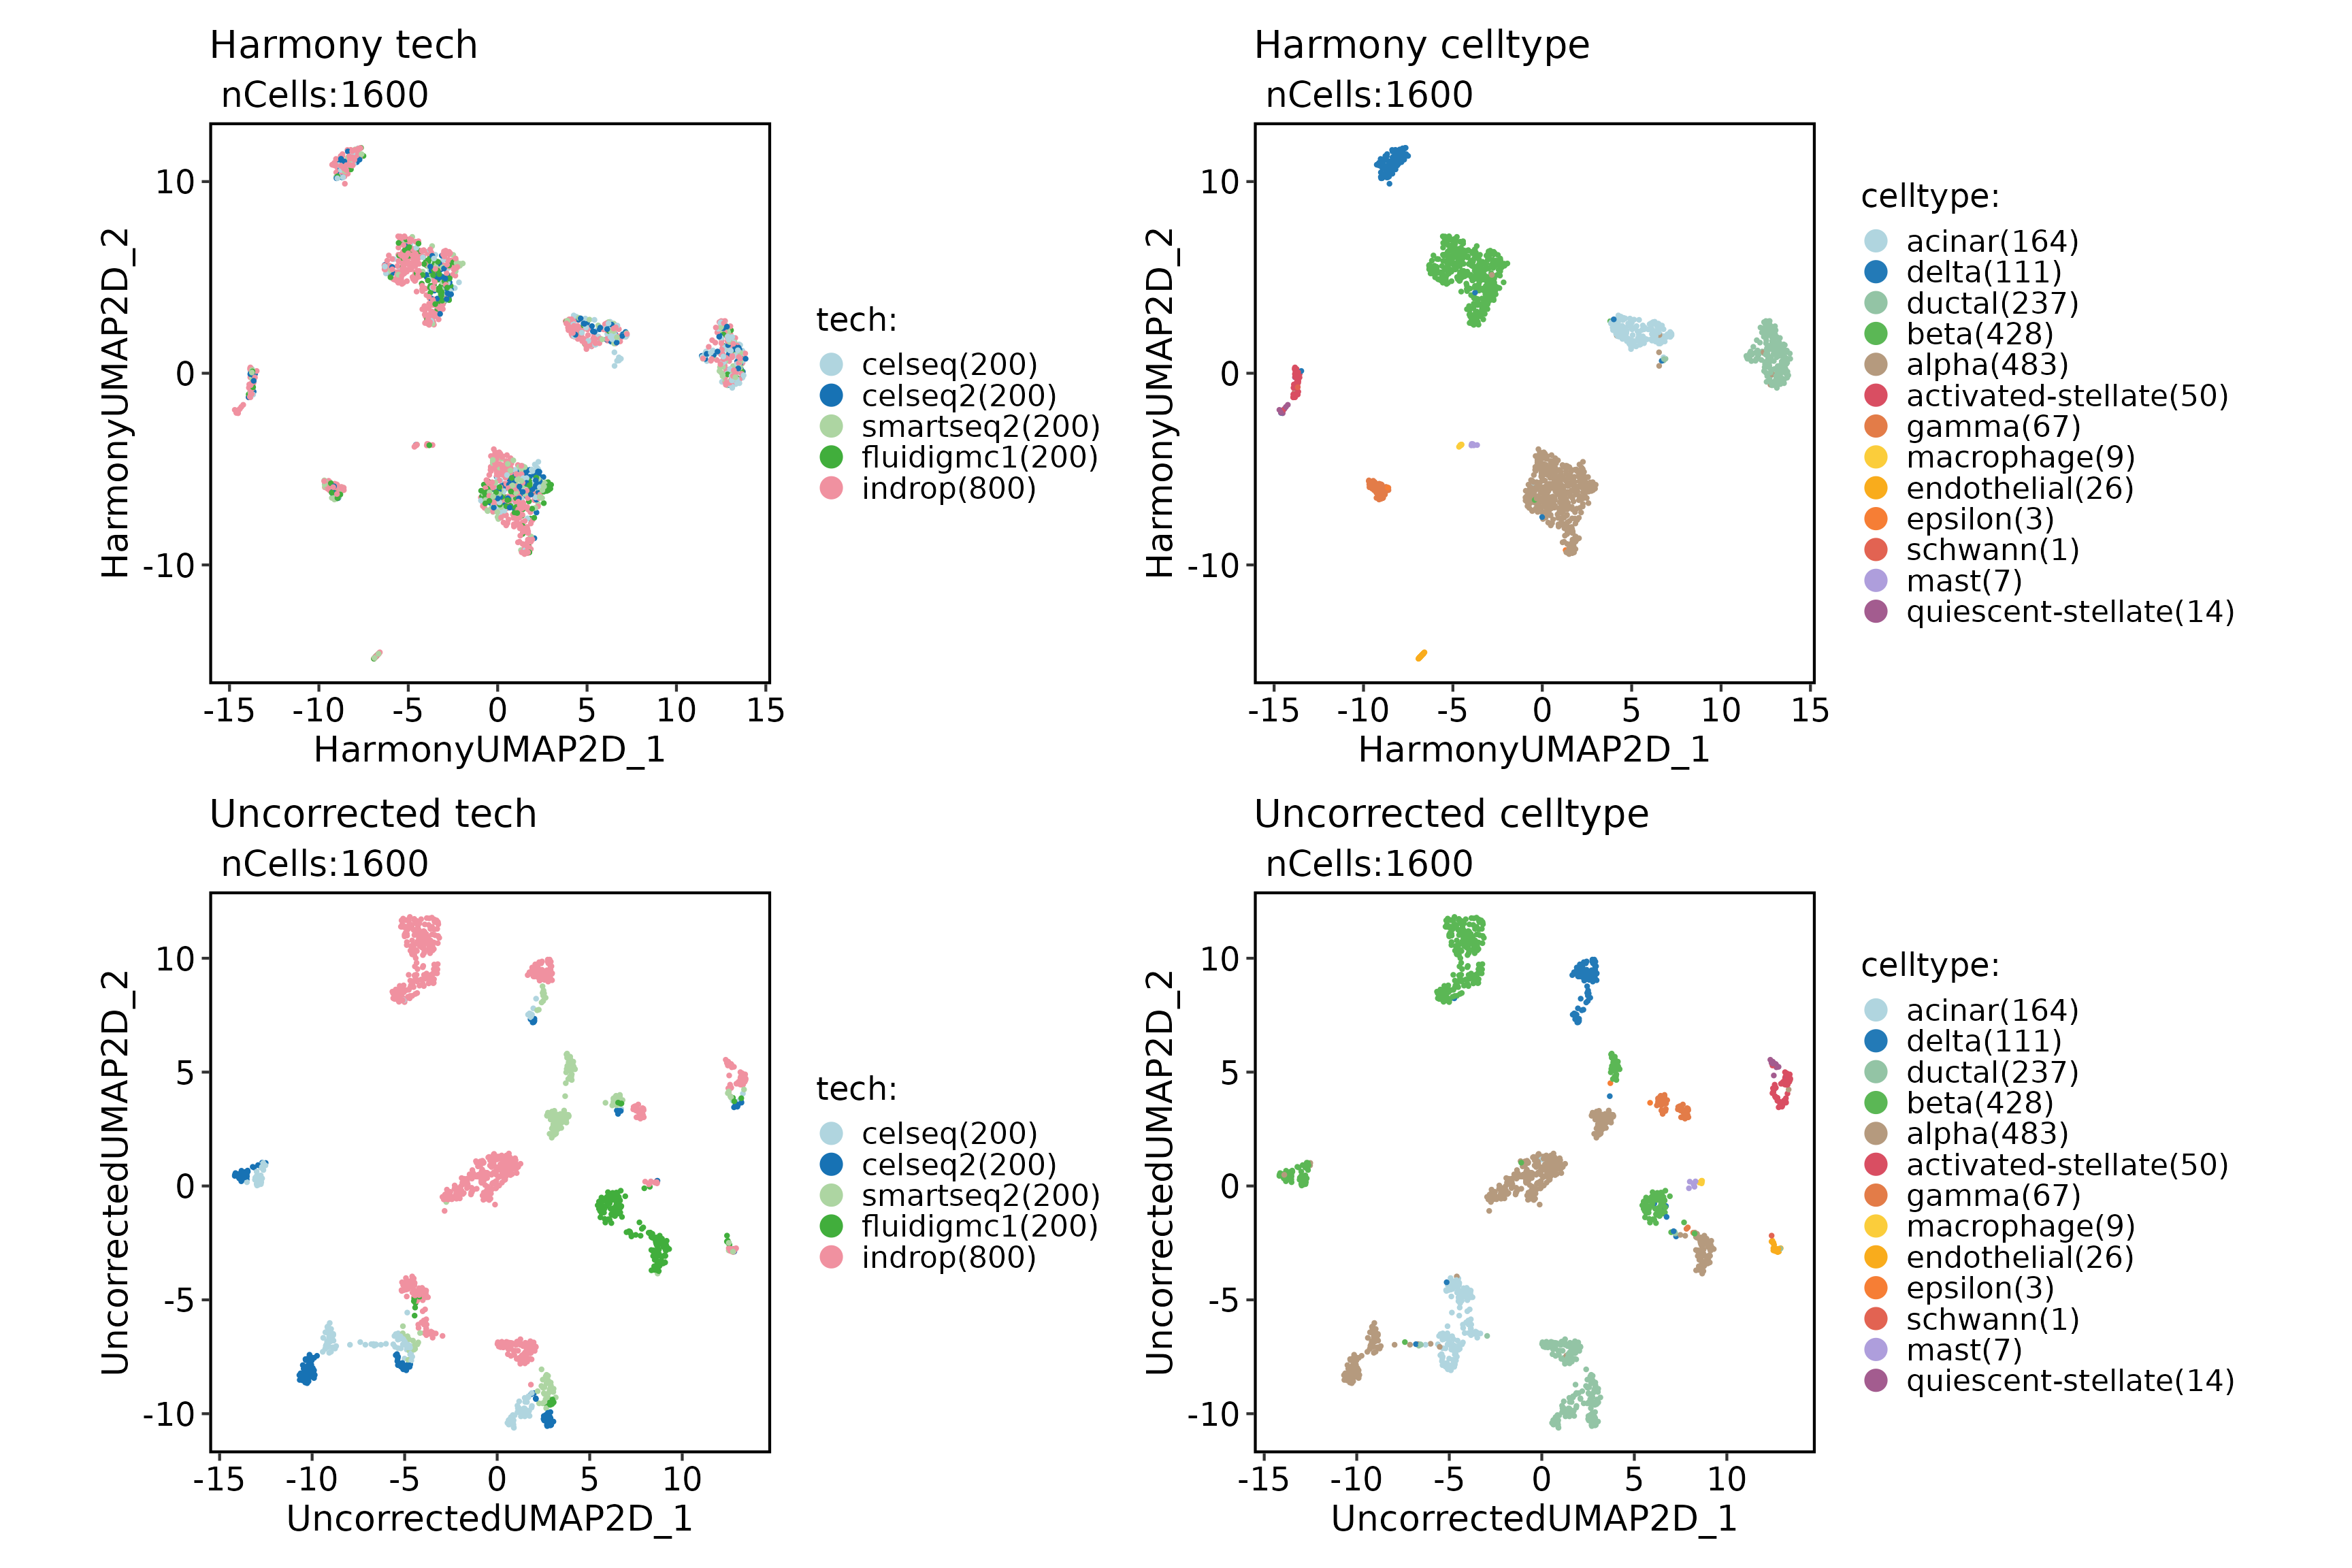 Harmony tech
nCells:1600
10
0
-10
HarmonyUMAP2D_2
-15 -10 -5 0 5 10 15
HarmonyUMAP2D_1
tech:
celseq(200)
celseq2(200)
smartseq2(200)
fluidigmc1(200)
indrop(800)
Harmony celltype
nCells:1600
10
0
-10
HarmonyUMAP2D_2
-15 -10 -5 0 5 10 15
HarmonyUMAP2D_1
celltype:
acinar(164)
delta(111)
ductal(237)
beta(428)
alpha(483)
activated-stellate(50)
gamma(67)
macrophage(9)
endothelial(26)
epsilon(3)
schwann(1)
mast(7)
quiescent-stellate(14)
Uncorrected tech
nCells:1600
10
5
0
-5
-10
UncorrectedUMAP2D_2
-15 -10 -5 0 5 10
UncorrectedUMAP2D_1
tech:
celseq(200)
celseq2(200)
smartseq2(200)
fluidigmc1(200)
indrop(800)
Uncorrected celltype
nCells:1600
10
5
0
-5
-10
UncorrectedUMAP2D_2
-15 -10 -5 0 5 10
UncorrectedUMAP2D_1
celltype:
acinar(164)
delta(111)
ductal(237)
beta(428)
alpha(483)
activated-stellate(50)
gamma(67)
macrophage(9)
endothelial(26)
epsilon(3)
schwann(1)
mast(7)
quiescent-stellate(14)